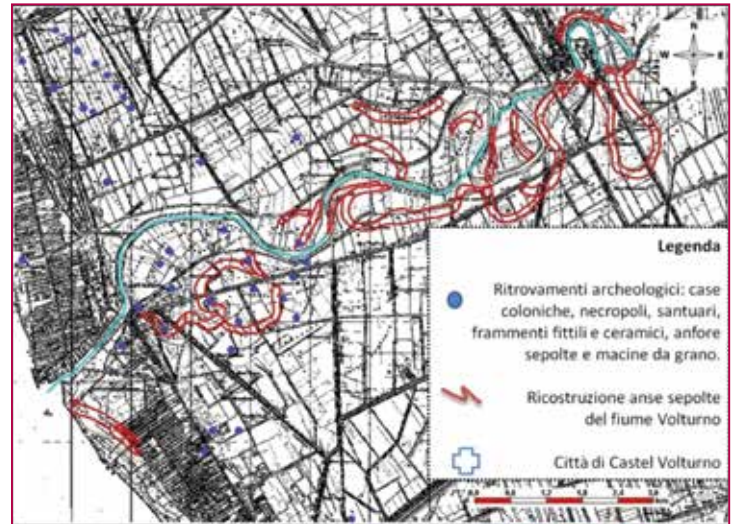 N
W E
Legenda
Ritrovamenti archeologici: case
coloniche, necropoli, santuari,
frammenti fittili e ceramici, anfore
sepolte e macine da grano.
Ricostruzione anse sepolte
del fiume Volturno
Città di Castel Volturno